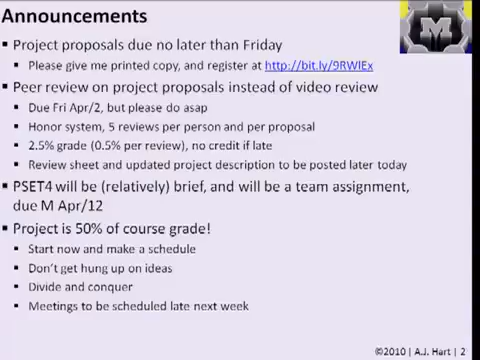 Announcements
Project proposals due no later than Friday
Please give me printed copy, and register at http://bit.ly/9RWlEx
Peer review on project proposals instead of video review
Due Fri Apr/2, but please do asap
Honor system, 5 reviews per person and per proposal
2.5% grade (0.5% per review), no credit if late
Review sheet and updated project description to be posted later today
PSET4 will be (relatively) brief, and will be a team assignment,
due M Apr/12
Project is 50% of course grade!
Start now and make a schedule
Don't get hung up on ideas
Divide and conquer
Meetings to be scheduled late next week
M
©2010 | A.J. Hart | 2